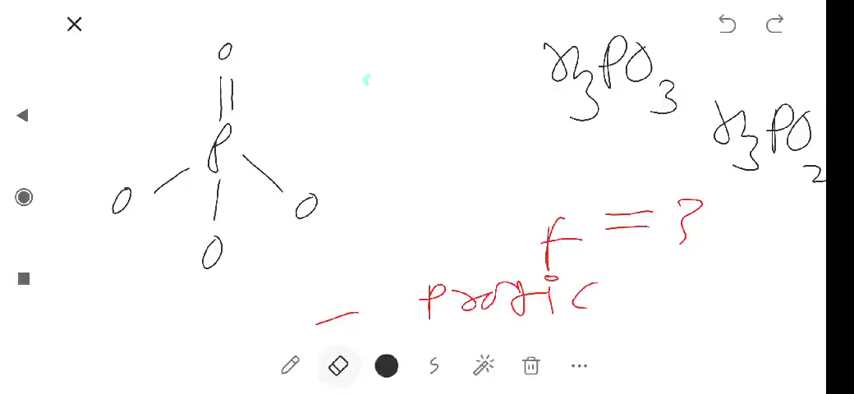 O
P
O O
O
H3PO3
H3PO2
f = ?
— protic